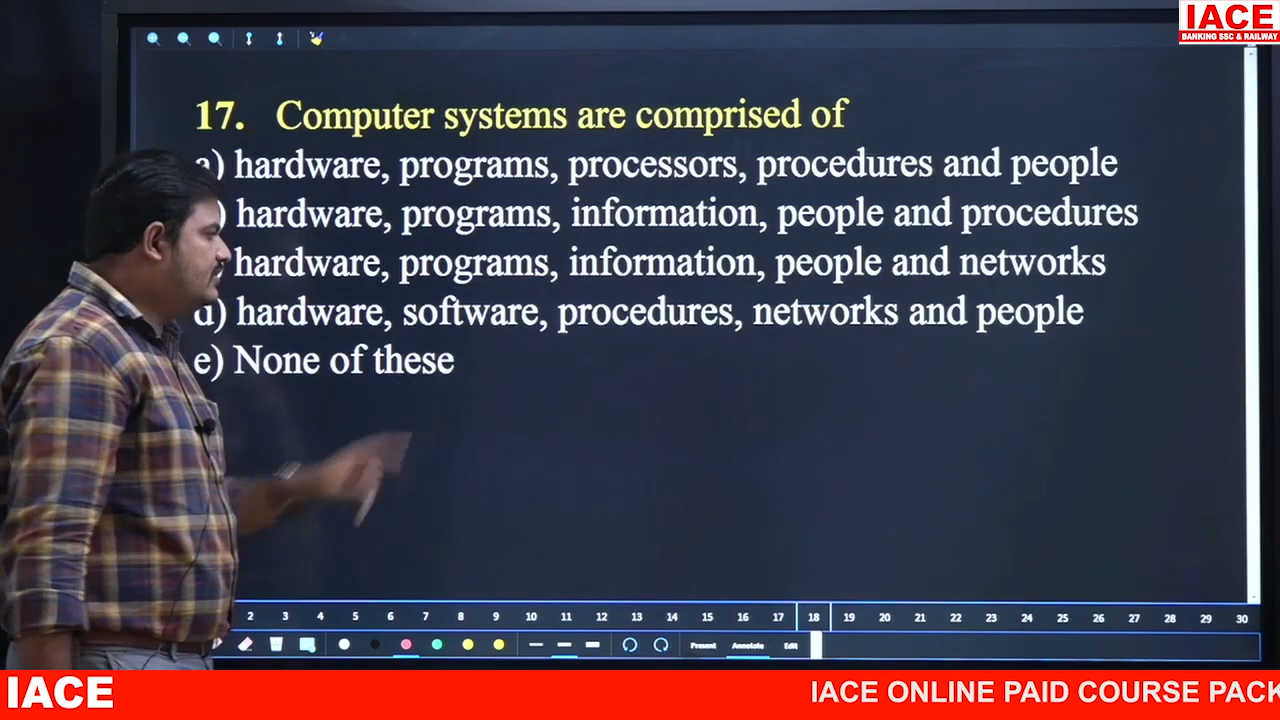 IACE
BANKING SSC & RAILWAY
17. Computer systems are comprised of
a) hardware, programs, processors, procedures and people
) hardware, programs, information, people and procedures
hardware, programs, information, people and networks
d) hardware, software, procedures, networks and people
e) None of these
2 3 4 5 6 7 8 9 10 11 12 13 14 15 16 17 18 19 20 21 22 23 24 25 26 27 28 29 30
Present Annotate Edit
IACE IACE ONLINE PAID COURSE PACK